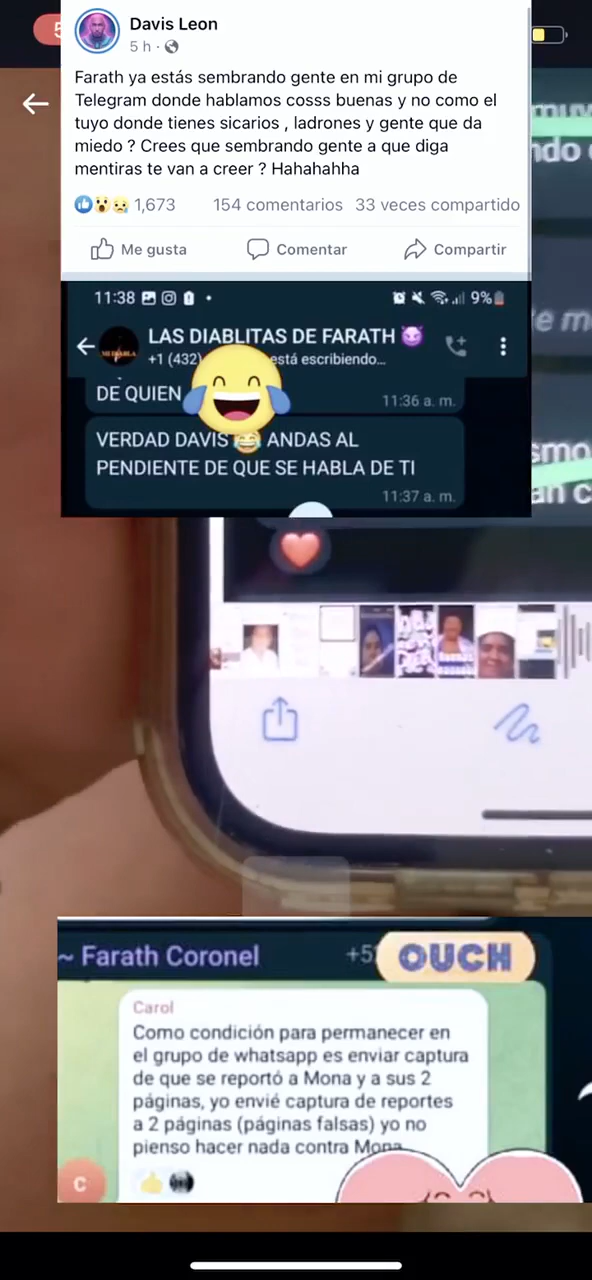 Davis Leon
5 h
Farath ya estás sembrando gente en mi grupo de
Telegram donde hablamos cosss buenas y no como el
tuyo donde tienes sicarios , ladrones y gente que da
miedo ? Crees que sembrando gente a que diga
mentiras te van a creer ? Hahahahha
1,673 154 comentarios 33 veces compartido
Me gusta Comentar Compartir
11:38 9%
LAS DIABLITAS DE FARATH
+1 (432) está escribiendo...
DE QUIEN
11:36 a. m.
VERDAD DAVIS ANDAS AL
PENDIENTE DE QUE SE HABLA DE TI
11:37 a. m.
~ Farath Coronel +5
OUCH
Carol
Como condición para permanecer en
el grupo de whatsapp es enviar captura
de que se reportó a Mona y a sus 2
páginas, yo envié captura de reportes
a 2 páginas (páginas falsas) yo no
pienso hacer nada contra Mona
C